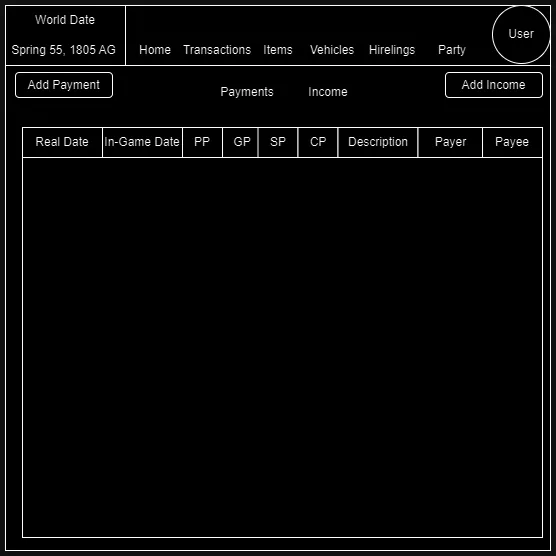 World Date
Spring 55, 1805 AG
Home Transactions Items Vehicles Hirelings Party
User
Add Payment
Payments Income
Add Income
Real Date In-Game Date PP GP SP CP Description Payer Payee